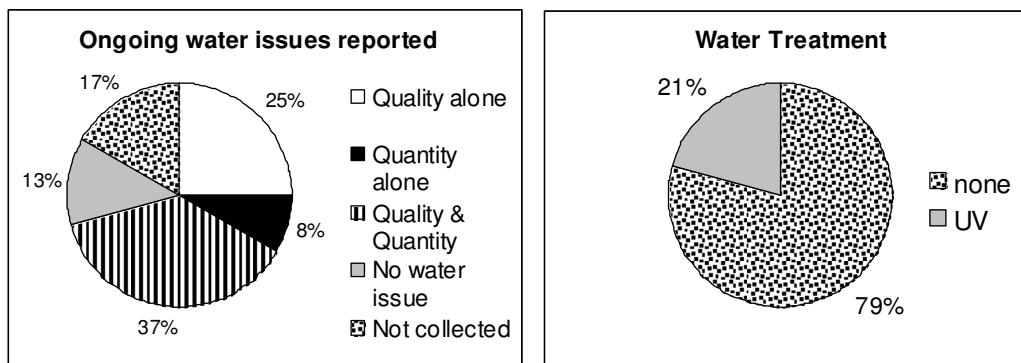 Ongoing water issues reported
17%
25%
13%
8%
37%
Quality alone
Quantity
alone
Quality &
Quantity
No water
issue
Not collected
Water Treatment
21%
79%
none
UV